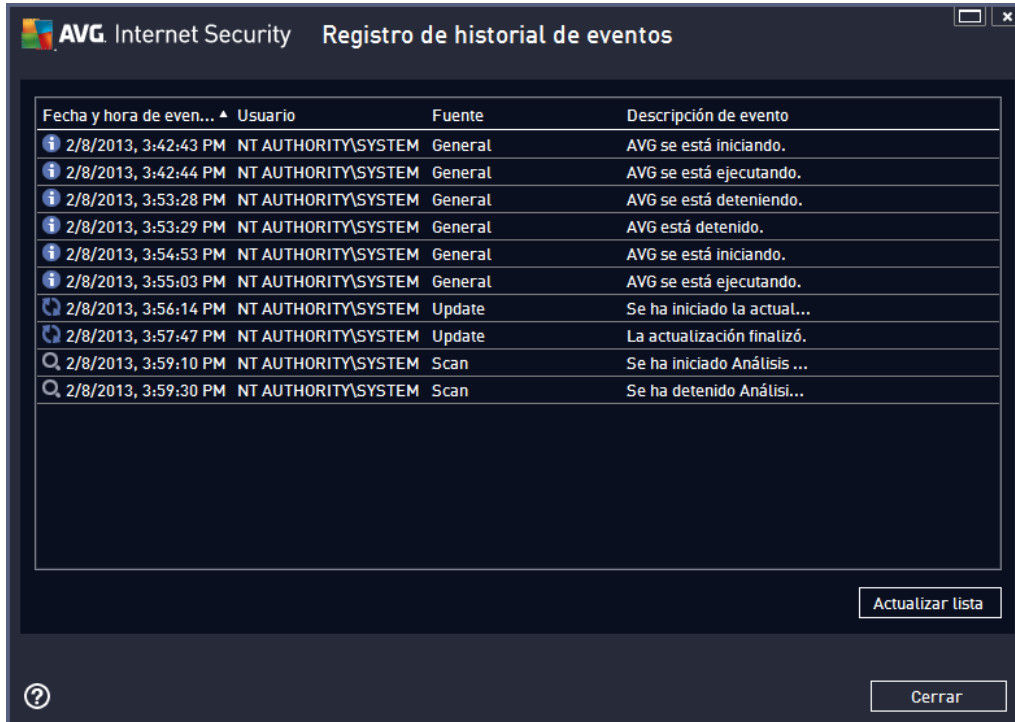 AVG. Internet Security Registro de historial de eventos
Fecha y hora de even... Usuario Fuente Descripción de evento
2/8/2013, 3:42:43 PM NT AUTHORITY\SYSTEM General AVG se está iniciando.
2/8/2013, 3:42:44 PM NT AUTHORITY\SYSTEM General AVG se está ejecutando.
2/8/2013, 3:53:28 PM NT AUTHORITY\SYSTEM General AVG se está deteniendo.
2/8/2013, 3:53:29 PM NT AUTHORITY\SYSTEM General AVG está detenido.
2/8/2013, 3:54:53 PM NT AUTHORITY\SYSTEM General AVG se está iniciando.
2/8/2013, 3:55:03 PM NT AUTHORITY\SYSTEM General AVG se está ejecutando.
2/8/2013, 3:56:14 PM NT AUTHORITY\SYSTEM Update Se ha iniciado la actual...
2/8/2013, 3:57:47 PM NT AUTHORITY\SYSTEM Update La actualización finalizó.
2/8/2013, 3:59:10 PM NT AUTHORITY\SYSTEM Scan Se ha iniciado Análisis ...
2/8/2013, 3:59:30 PM NT AUTHORITY\SYSTEM Scan Se ha detenido Análisi...
Actualizar lista
Cerrar